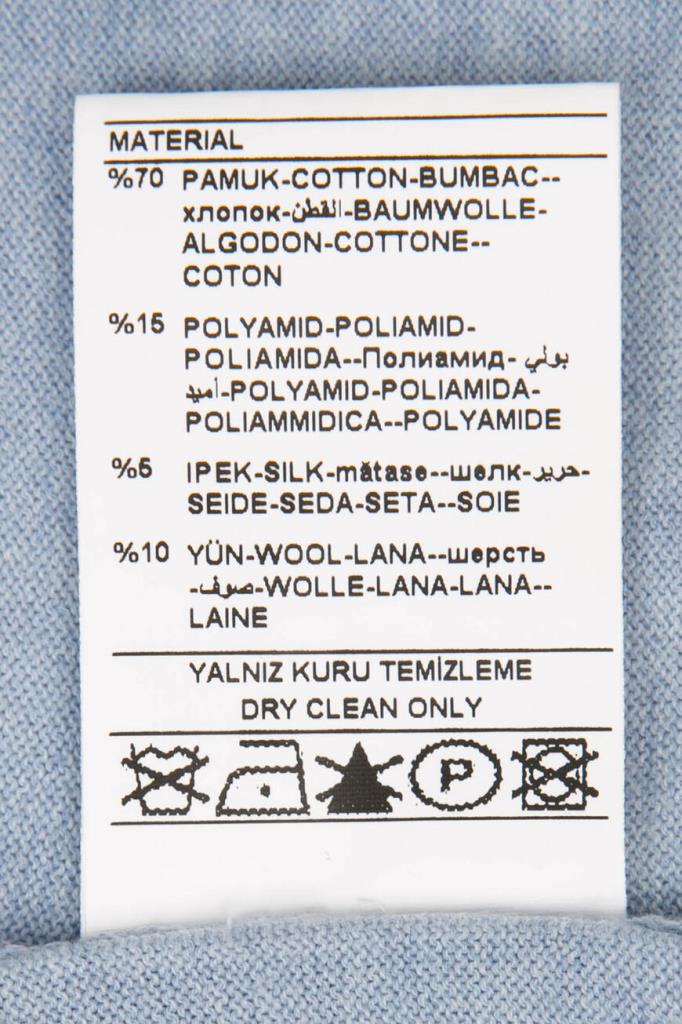 MATERIAL
%70 PAMUK-COTTON-BUMBAC--
хлопок-القطن-BAUMWOLLE-
ALGODON-COTTONE--
COTON
%15 POLYAMID-POLIAMID-
POLIAMIDA--Полиамид- بولي
أميد-POLYAMID-POLIAMIDA-
POLIAMMIDICA--POLYAMIDE
%5 IPEK-SILK-mătase--шелк-حرير-
SEIDE-SEDA-SETA--SOIE
%10 YÜN-WOOL-LANA--шерсть
-صوف-WOLLE-LANA-LANA--
LAINE
YALNIZ KURU TEMİZLEME
DRY CLEAN ONLY
P